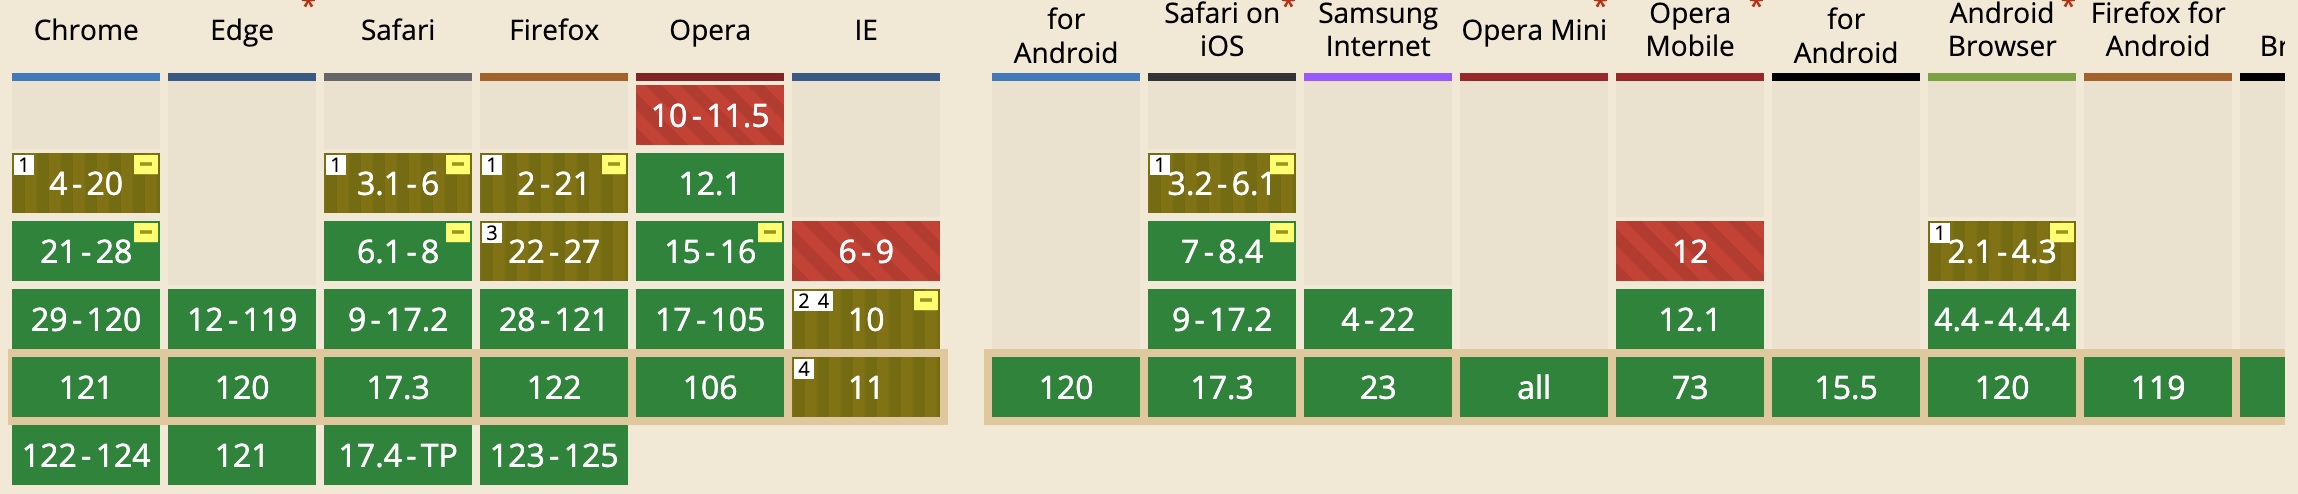 Chrome Edge * Safari Firefox Opera IE for Android Safari on * iOS Samsung Internet Opera Mini * Opera Mobile * for Android Android Browser * Firefox for Android Br
10-11.5
1 4-20 - 1 3.1-6 - 1 2-21 - 12.1 1 3.2-6.1 -
21-28 - 6.1-8 - 3 22-27 15-16 - 6-9 7-8.4 - 12 1 2.1-4.3 -
29-120 12-119 9-17.2 28-121 17-105 2 4 10 - 9-17.2 4-22 12.1 4.4-4.4.4
121 120 17.3 122 106 4 11 120 17.3 23 all 73 15.5 120 119
122-124 121 17.4-TP 123-125